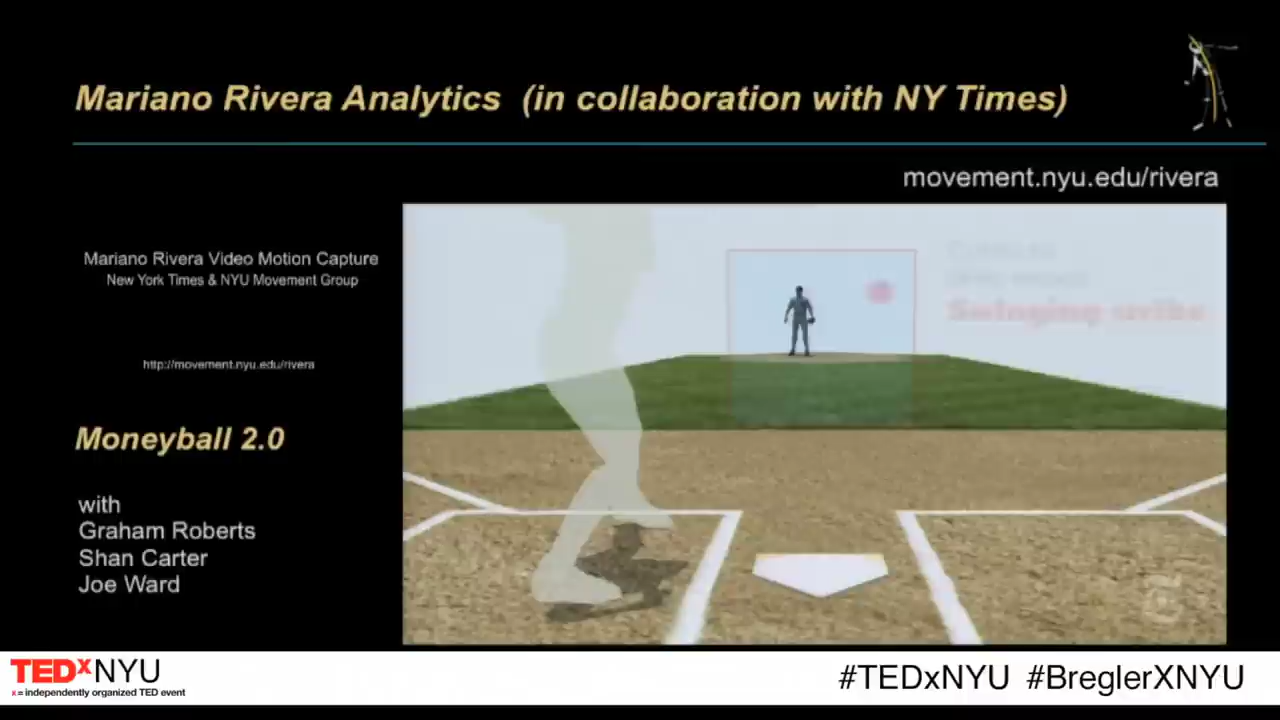 Mariano Rivera Analytics (in collaboration with NY Times)
movement.nyu.edu/rivera
Mariano Rivera Video Motion Capture
New York Times & NYU Movement Group
http://movement.nyu.edu/rivera
Swinging strike
Moneyball 2.0
with
Graham Roberts
Shan Carter
Joe Ward
TEDxNYU
x = independently organized TED event
#TEDxNYU #BreglerXNYU